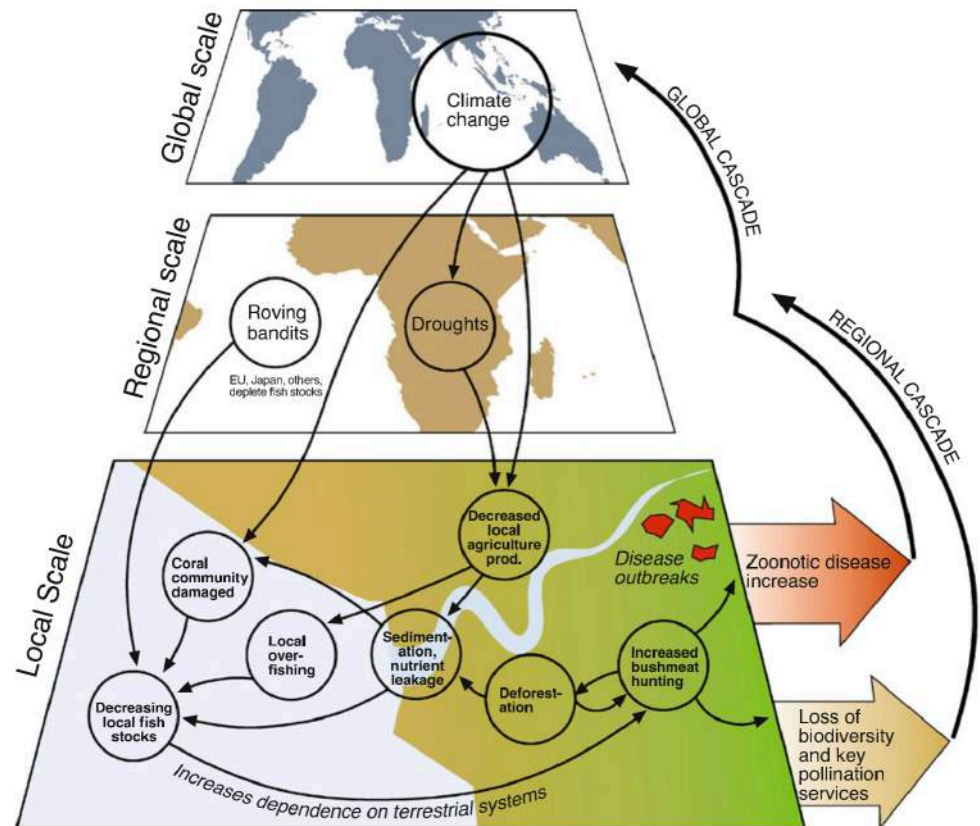 Global scale
Climate
change
GLOBAL CASCADE
Regional scale
Roving
bandits
EU, Japan, others,
deplete fish stocks
Droughts
REGIONAL CASCADE
Local Scale
Decreased
local
agriculture
prod.
Disease
outbreaks
Zoonotic disease
increase
Coral
community
damaged
Local
over-
fishing
Sediment-
ation,
nutrient
leakage
Deforest-
ation
Increased
bushmeat
hunting
Decreasing
local fish
stocks
Loss of
biodiversity
and key
pollination
services
Increases dependence on terrestrial systems